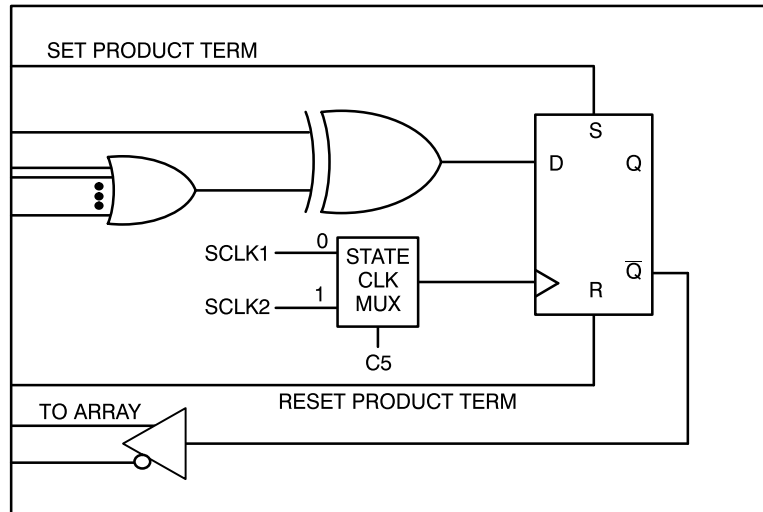 SET PRODUCT TERM
S
D
Q
Q̅
R
SCLK1
0
SCLK2
1
STATE
CLK
MUX
C5
RESET PRODUCT TERM
TO ARRAY